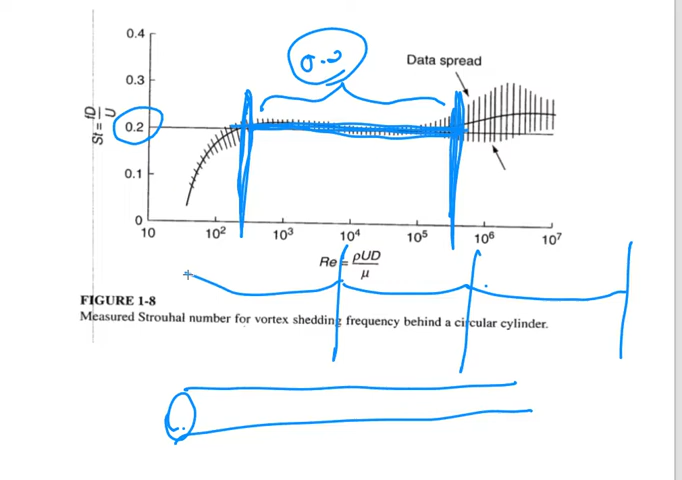 0.4
0.3
0.2
0.1
0
St = fD/U
Data spread
10 10² 10³ 10⁴ 10⁵ 10⁶ 10⁷
Re = ρUD/μ
FIGURE 1-8
Measured Strouhal number for vortex shedding frequency behind a circular cylinder.